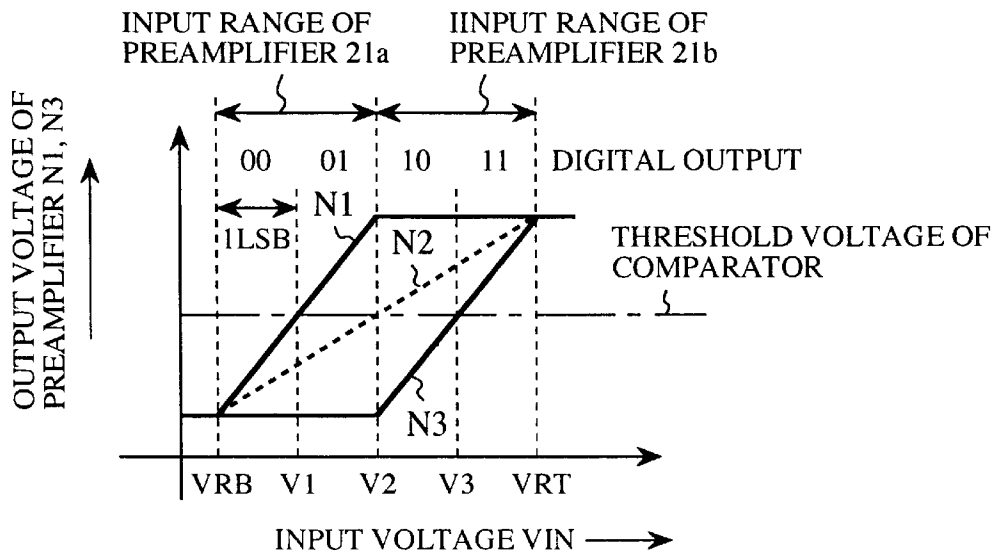 INPUT RANGE OF
PREAMPLIFIER 21a
IINPUT RANGE OF
PREAMPLIFIER 21b
OUTPUT VOLTAGE OF
PREAMPLIFIER N1, N3
00 01 10 11 DIGITAL OUTPUT
1LSB
N1
N2
N3
THRESHOLD VOLTAGE OF
COMPARATOR
VRB V1 V2 V3 VRT
INPUT VOLTAGE VIN